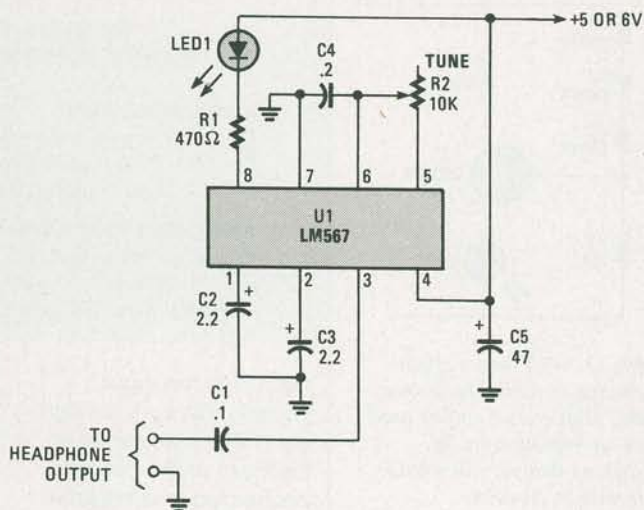 +5 OR 6V
LED1
C4
.2
TUNE
R2
10K
R1
470Ω
8
7
6
5
U1
LM567
1
2
3
4
C2
2.2
+
+
C3
2.2
+
C5
47
C1
.1
TO
HEADPHONE
OUTPUT